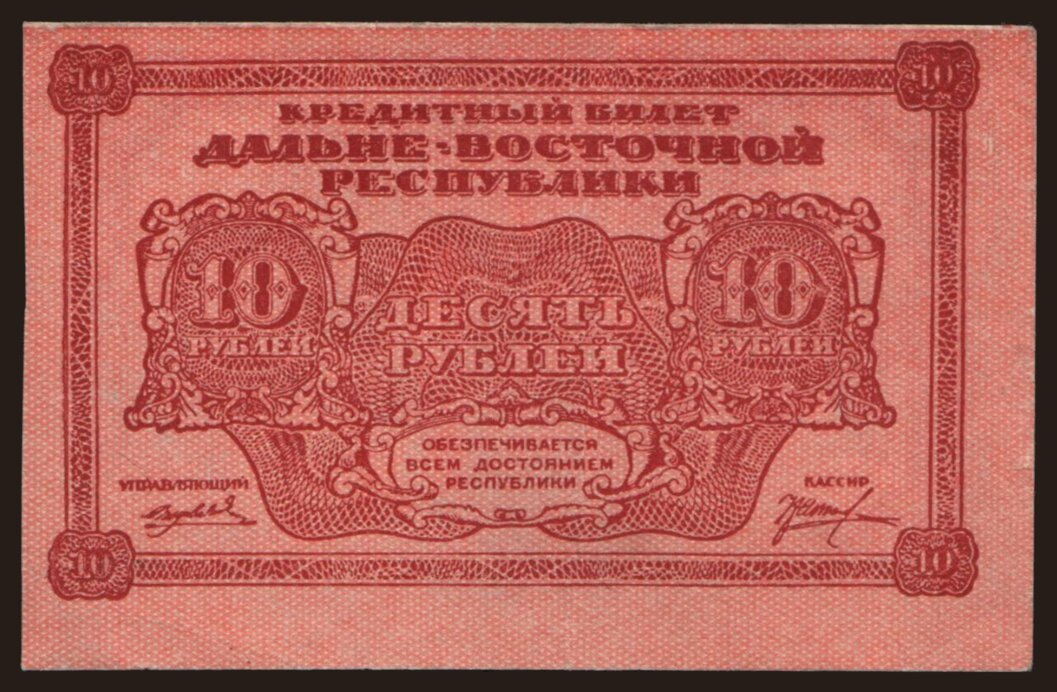 10 10
КРЕДИТНЫЙ БИЛЕТ
ДАЛЬНЕ-ВОСТОЧНОЙ
РЕСПУБЛИКИ
10 10
ДЕСЯТЬ
РУБЛЕЙ РУБЛЕЙ РУБЛЕЙ
ОБЕЗПЕЧИВАЕТСЯ
ВСЕМ ДОСТОЯНИЕМ
РЕСПУБЛИКИ
УПРАВЛЯЮЩИЙ КАССИР
10 10